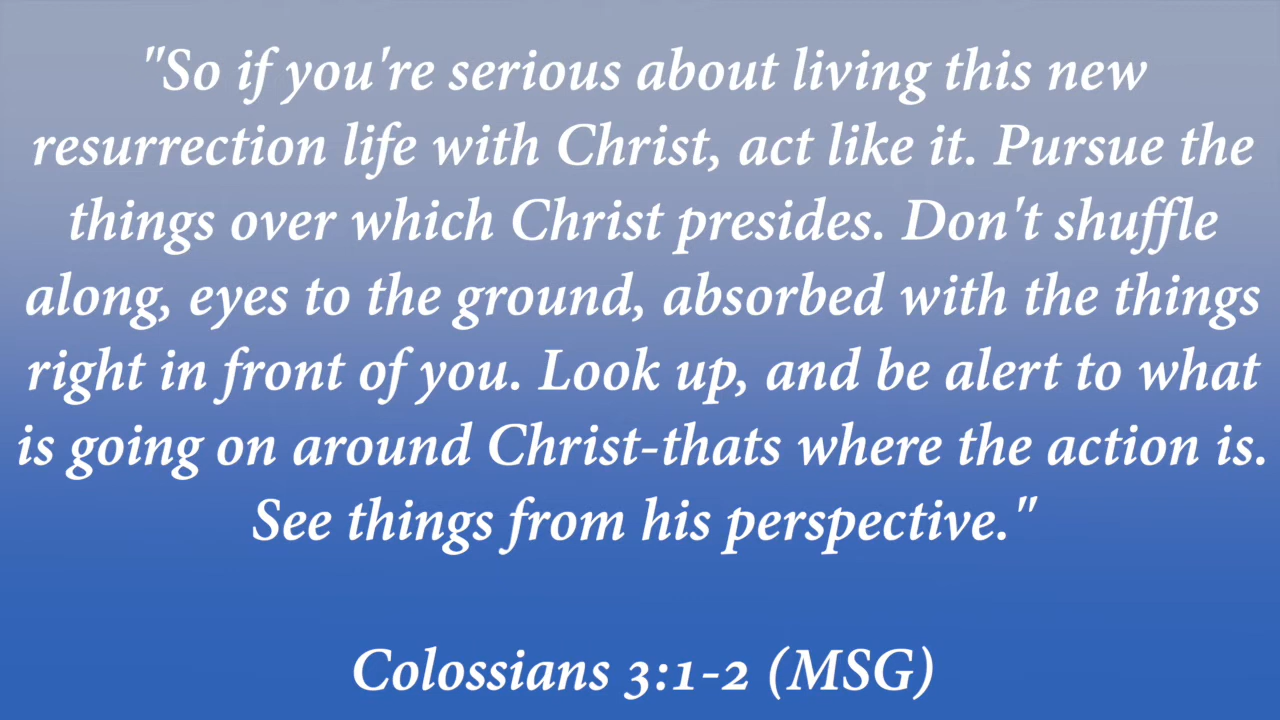 "So if you're serious about living this new
resurrection life with Christ, act like it. Pursue the
things over which Christ presides. Don't shuffle
along, eyes to the ground, absorbed with the things
right in front of you. Look up, and be alert to what
is going on around Christ-thats where the action is.
See things from his perspective."
Colossians 3:1-2 (MSG)